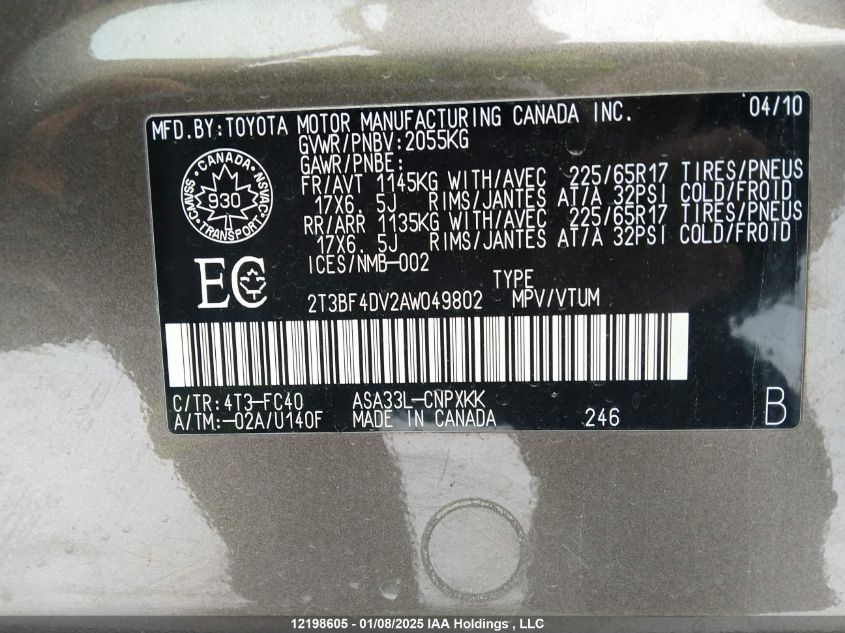 MFD.BY:TOYOTA MOTOR MANUFACTURING CANADA INC. 04/10
GVWR/PNBV:2055KG
GAWR/PNBE:
FR/AVT 1145KG WITH/AVEC 225/65R17 TIRES/PNEUS
17X6. 5J RIMS/JANTES AT/A 32PSI COLD/FROID
RR/ARR 1135KG WITH/AVEC 225/65R17 TIRES/PNEUS
17X6. 5J RIMS/JANTES AT/A 32PSI COLD/FROID
ICES/NMB-002
CANADA
CMVSS
NSVAC
930
TRANSPORT
EC
TYPE
2T3BF4DV2AW049802 MPV/VTUM
C/TR:4T3-FC40 ASA33L-CNPXKK
A/TM:-02A/U140F MADE IN CANADA 246 B
12198605 - 01/08/2025 IAA Holdings , LLC